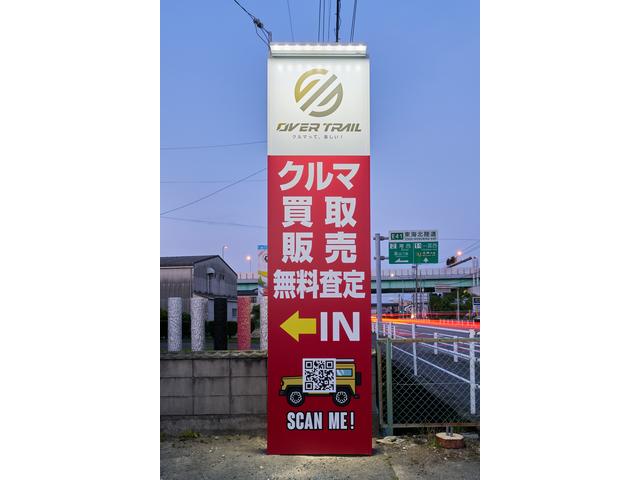 OVER TRAIL
クルマって、楽しい!
クルマ
買取
販売
無料査定
IN
SCAN ME!
E41 東海北陸道